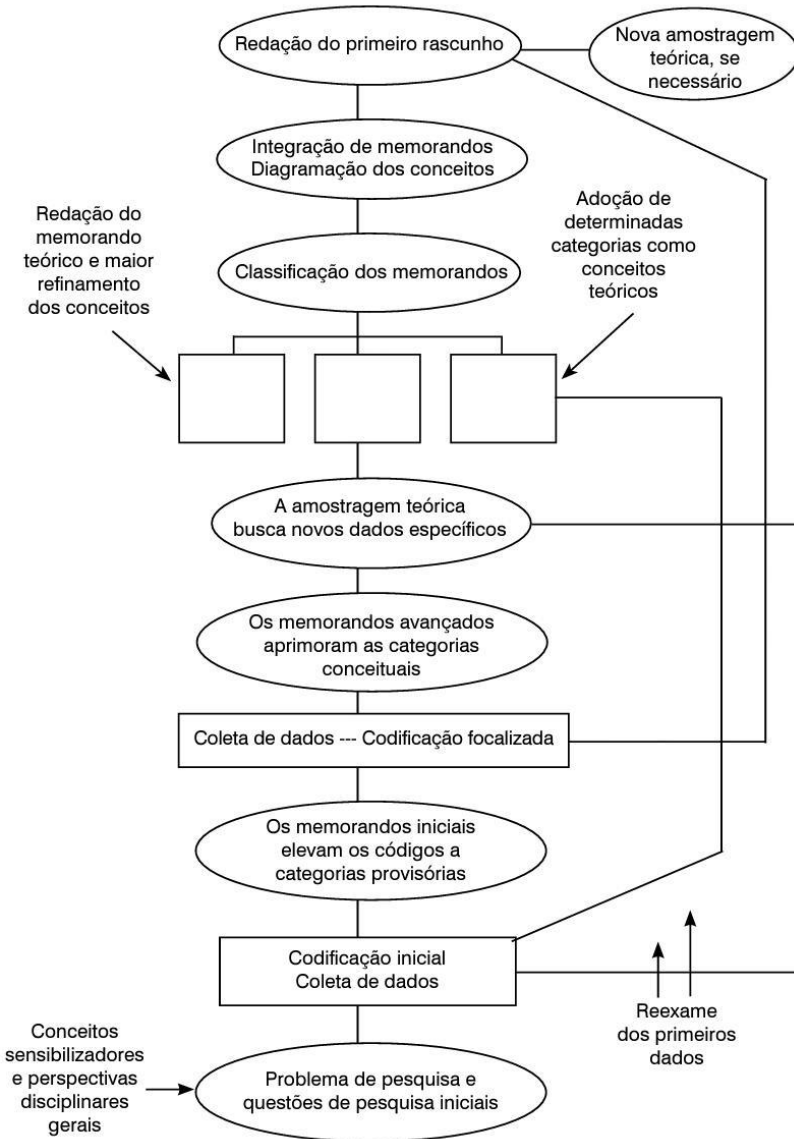 Redação do primeiro rascunho
Nova amostragem
teórica, se
necessário
Integração de memorandos
Diagramação dos conceitos
Redação do
memorando
teórico e maior
refinamento
dos conceitos
Adoção de
determinadas
categorias como
conceitos
teóricos
Classificação dos memorandos
A amostragem teórica
busca novos dados específicos
Os memorandos avançados
aprimoram as categorias
conceituais
Coleta de dados --- Codificação focalizada
Os memorandos iniciais
elevam os códigos a
categorias provisórias
Codificação inicial
Coleta de dados
Reexame
dos primeiros
dados
Conceitos
sensibilizadores
e perspectivas
disciplinares
gerais
Problema de pesquisa e
questões de pesquisa iniciais